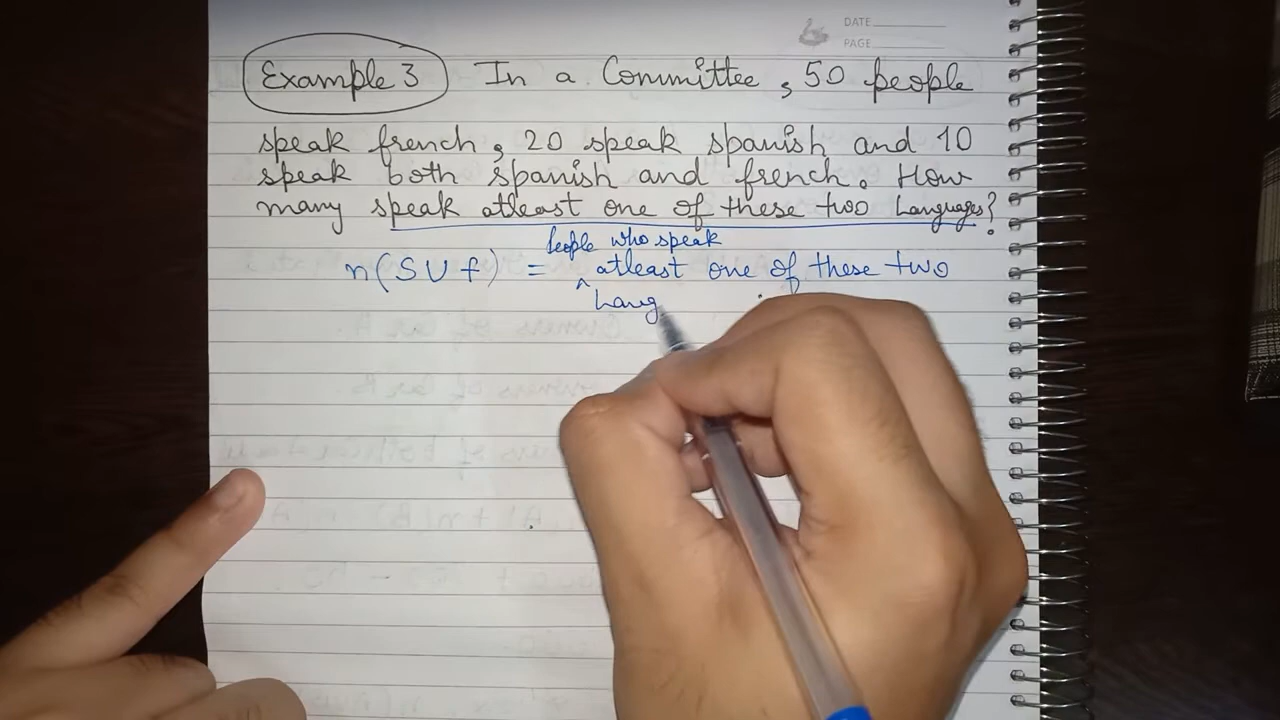 DATE
PAGE
Example 3 In a Committee, 50 people
speak french, 20 speak spanish and 10
speak both spanish and french. How
many speak atleast one of these two Languages?
people who speak
n(SUf) = ^ atleast one of these two
Lang